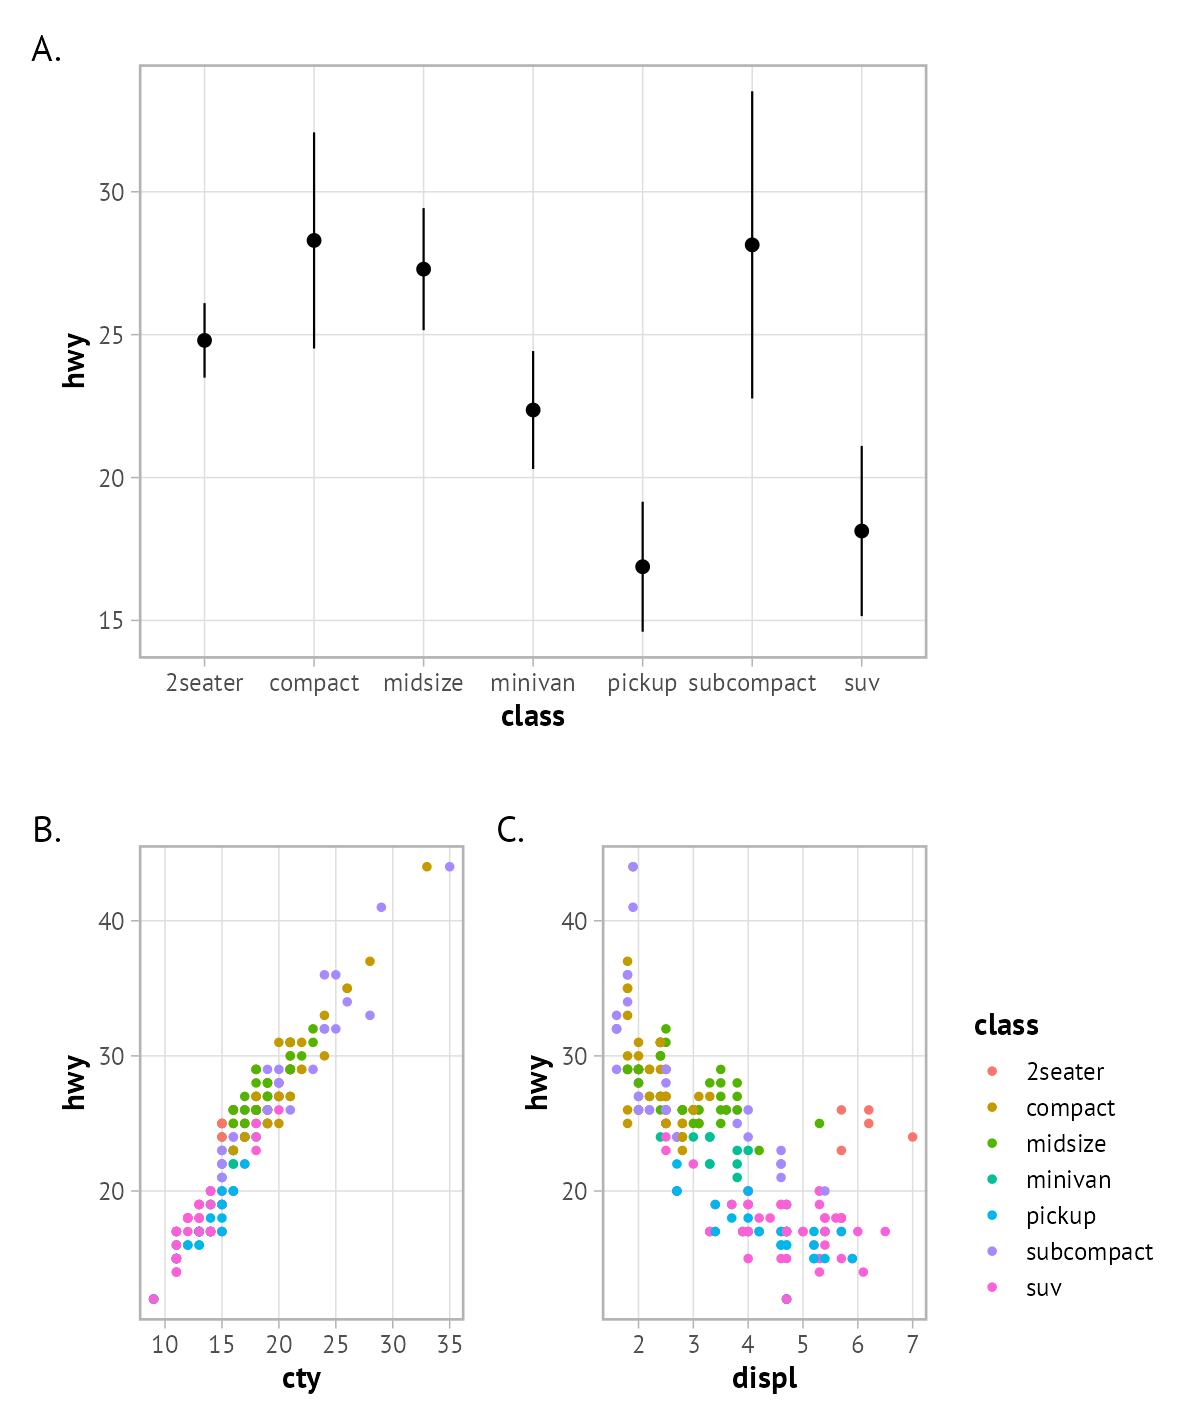 A.
hwy
30
25
20
15
2seater compact midsize minivan pickup subcompact suv
class
B.
hwy
40
30
20
10 15 20 25 30 35
cty
C.
hwy
40
30
20
2 3 4 5 6 7
displ
class
2seater
compact
midsize
minivan
pickup
subcompact
suv